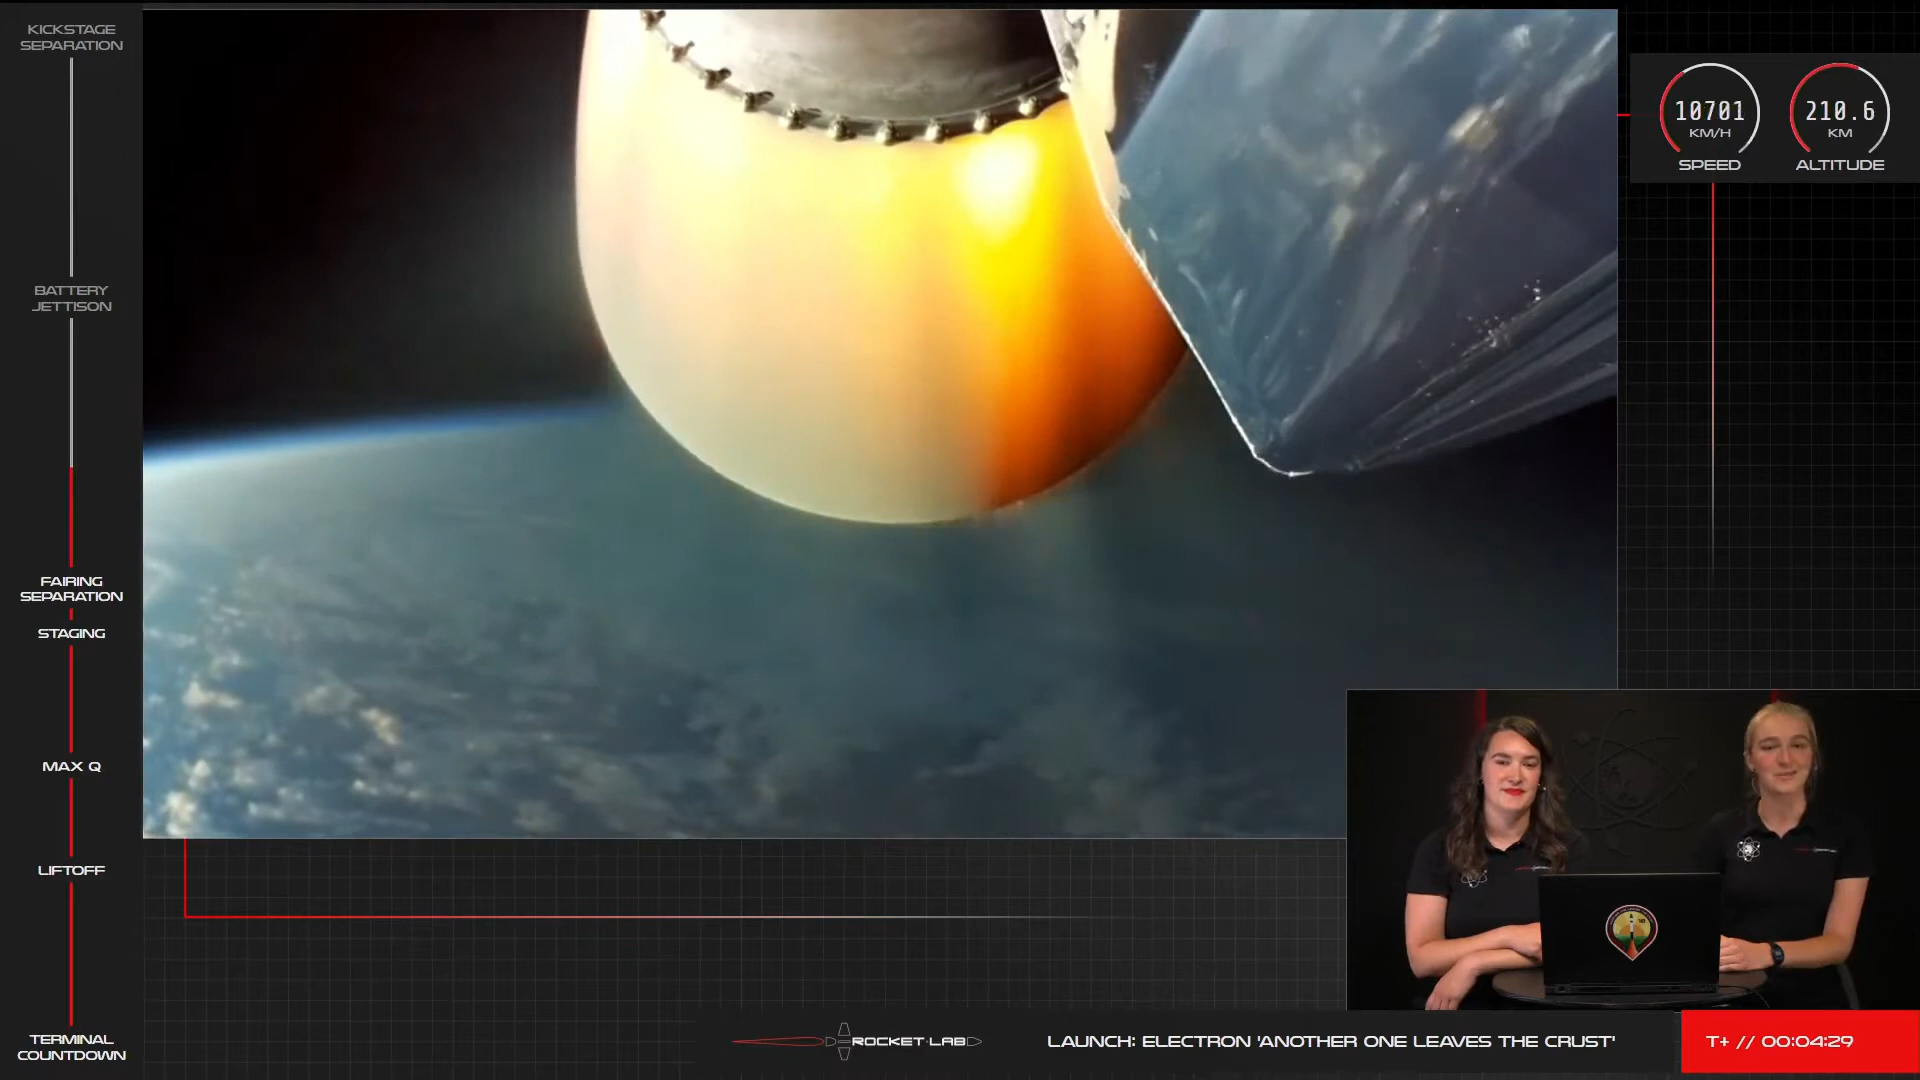 KICKSTAGE
SEPARATION
BATTERY
JETTISON
FAIRING
SEPARATION
STAGING
MAX Q
LIFTOFF
TERMINAL
COUNTDOWN
10701
KM/H
SPEED
210.6
KM
ALTITUDE
ROCKET LAB
LAUNCH: ELECTRON 'ANOTHER ONE LEAVES THE CRUST'
T+ // 00:04:29